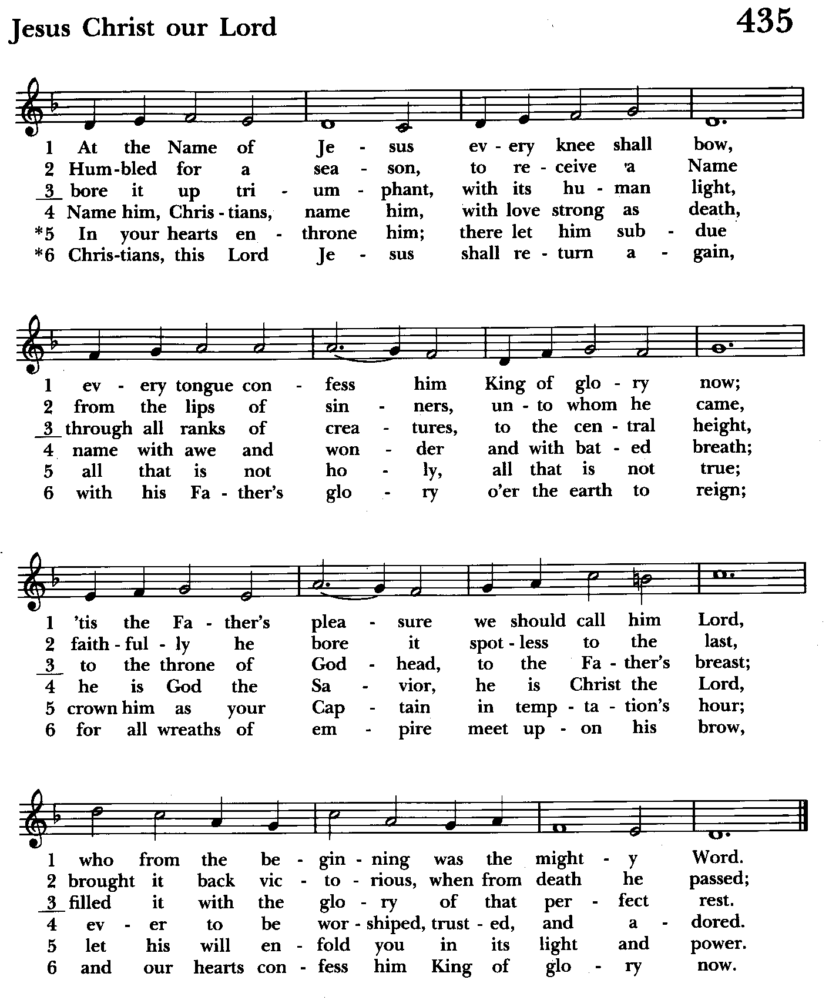 Jesus Christ our Lord 435
1 At the Name of Je - sus ev - ery knee shall bow,
2 Hum-bled for a sea - son, to re - ceive a Name
3 bore it up tri - um - phant, with its hu - man light,
4 Name him, Chris - tians, name him, with love strong as death,
*5 In your hearts en - throne him; there let him sub - due
*6 Chris-tians, this Lord Je - sus shall re - turn a - gain,
1 ev - ery tongue con - fess him King of glo - ry now;
2 from the lips of sin - ners, un - to whom he came,
3 through all ranks of crea - tures, to the cen - tral height,
4 name with awe and won - der and with bat - ed breath;
5 all that is not ho - ly, all that is not true;
6 with his Fa - ther's glo - ry o'er the earth to reign;
1 'tis the Fa - ther's plea - sure we should call him Lord,
2 faith - ful - ly he bore it spot - less to the last,
3 to the throne of God - head, to the Fa - ther's breast;
4 he is God the Sa - vior, he is Christ the Lord,
5 crown him as your Cap - tain in temp - ta - tion's hour;
6 for all wreaths of em - pire meet up - on his brow,
1 who from the be - gin - ning was the might - y Word.
2 brought it back vic - to - rious, when from death he passed;
3 filled it with the glo - ry of that per - fect rest.
4 ev - er to be wor - shiped, trust - ed, and a - dored.
5 let his will en - fold you in its light and power.
6 and our hearts con - fess him King of glo - ry now.